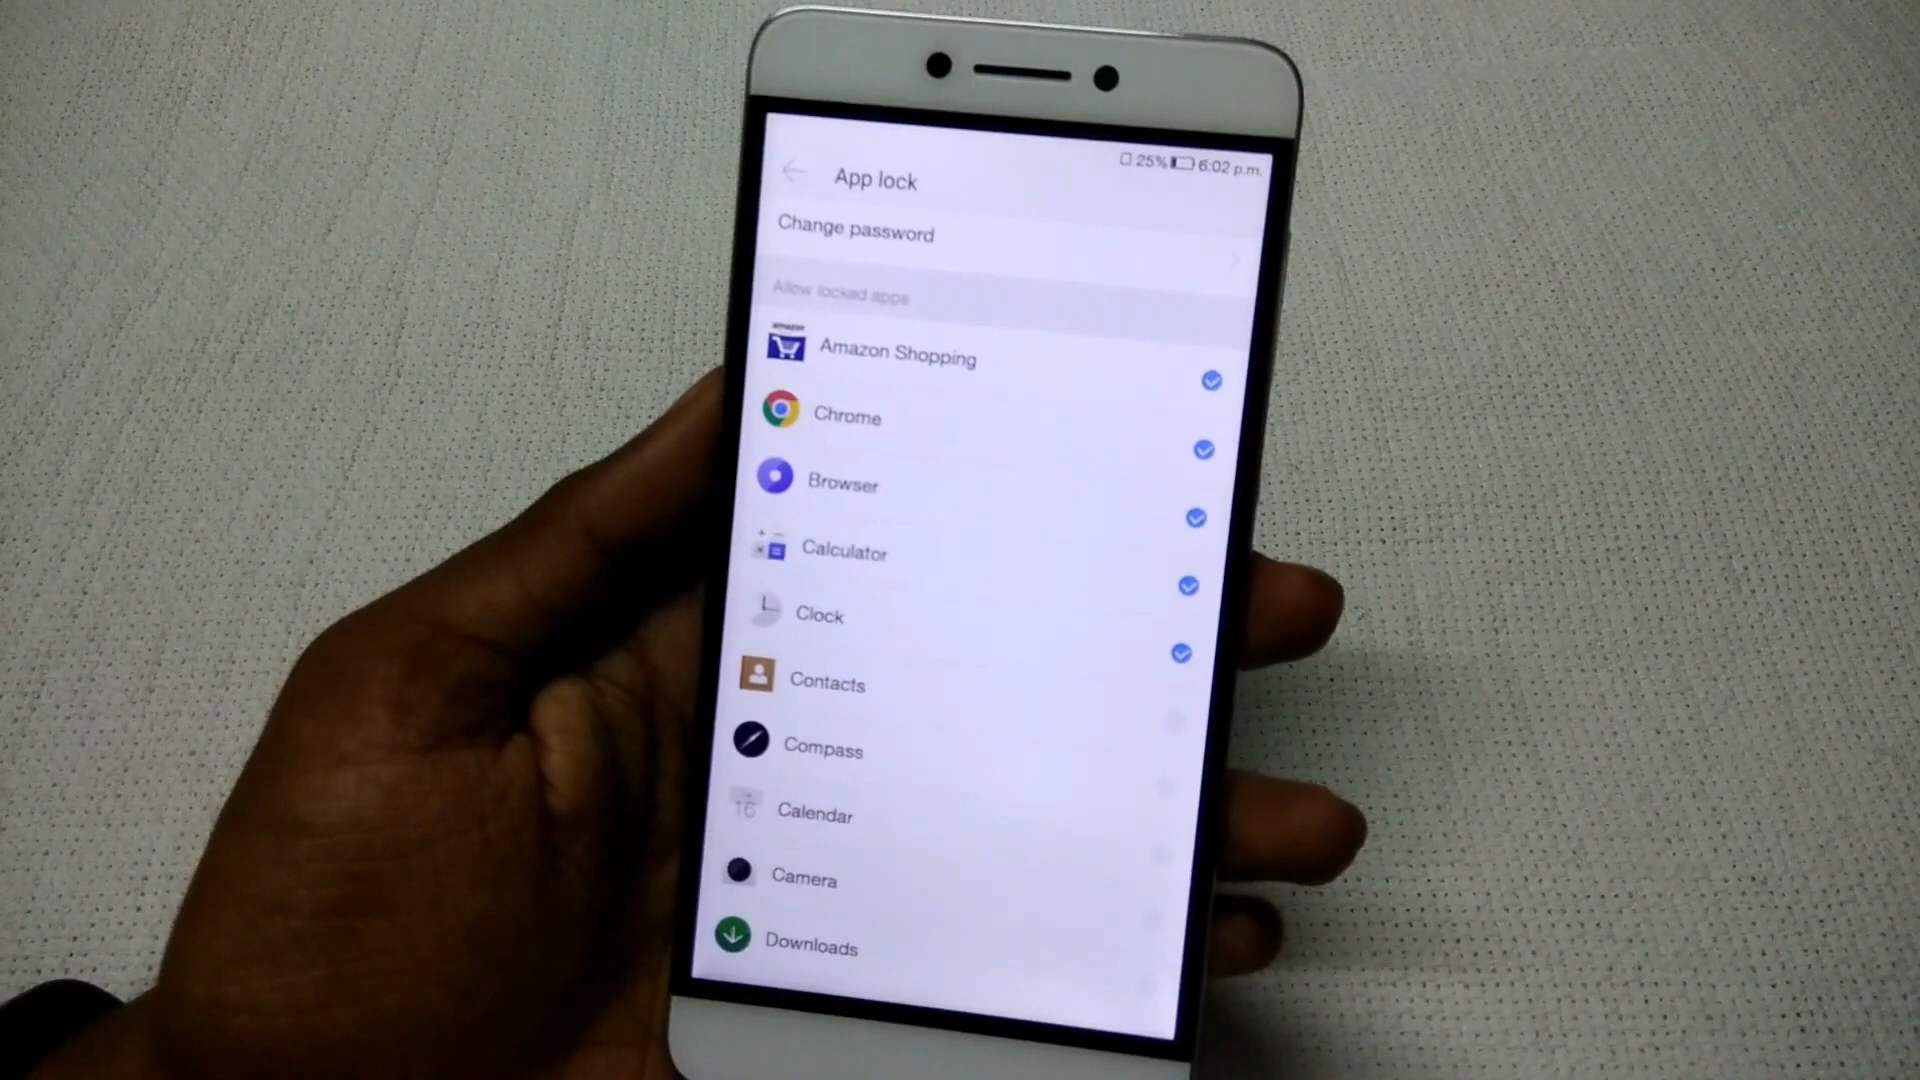 25% 6:02 p.m.
App lock
Change password
Allow locked apps
amazon
Amazon Shopping
Chrome
Browser
Calculator
Clock
Contacts
Compass
16
Calendar
Camera
Downloads